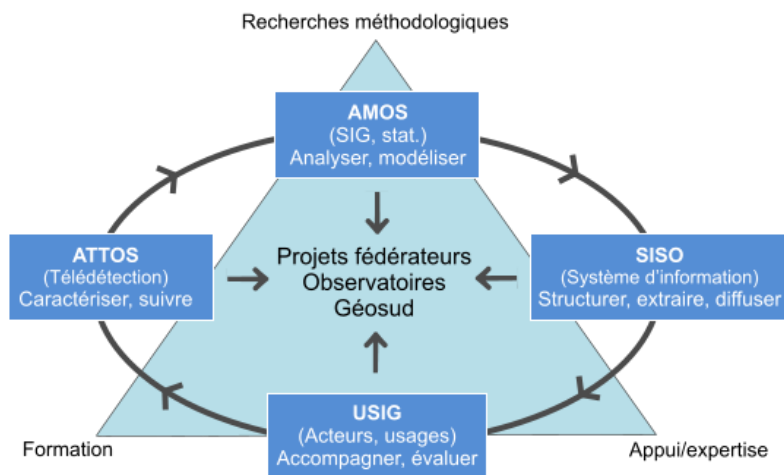 Recherches méthodologiques
AMOS
(SIG, stat.)
Analyser, modéliser
ATTOS
(Télédétection)
Caractériser, suivre
Projets fédérateurs
Observatoires
Géosud
SISO
(Système d'information)
Structurer, extraire, diffuser
USIG
(Acteurs, usages)
Accompagner, évaluer
Formation
Appui/expertise